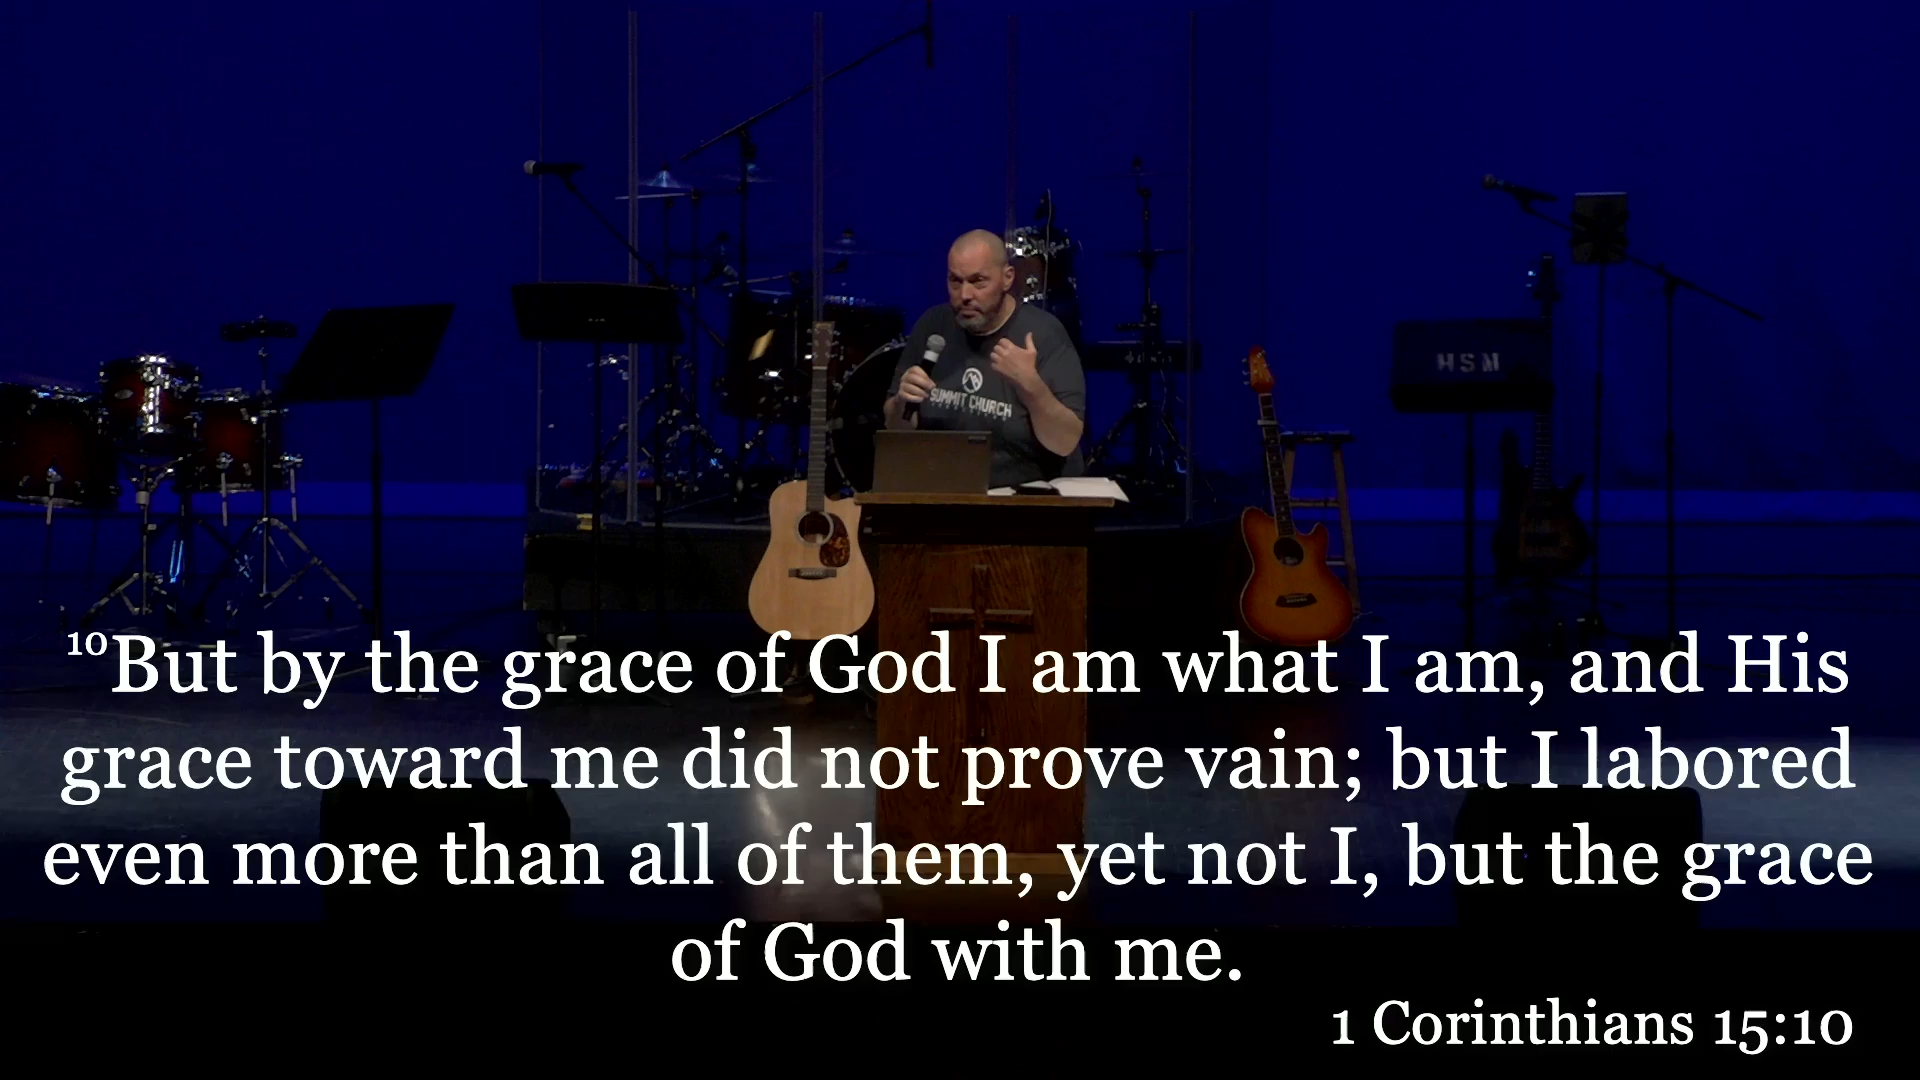 HSM
SUMMIT CHURCH
¹⁰But by the grace of God I am what I am, and His
grace toward me did not prove vain; but I labored
even more than all of them, yet not I, but the grace
of God with me.
1 Corinthians 15:10